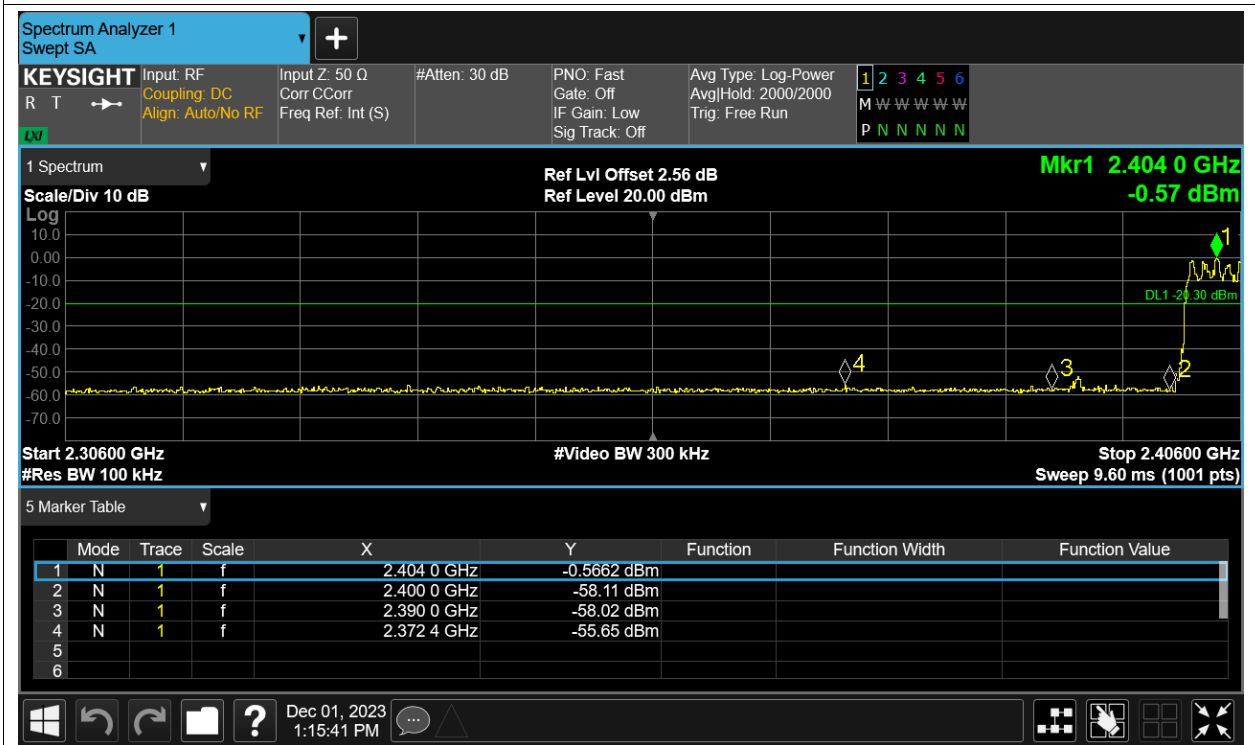 Spectrum Analyzer 1
Swept SA
+
KEYSIGHT Input: RF Input Z: 50 Ω #Atten: 30 dB PNO: Fast Avg Type: Log-Power 1 2 3 4 5 6
R T Coupling: DC Corr CCorr Gate: Off Avg|Hold: 2000/2000 M W W W W W
Align: Auto/No RF Freq Ref: Int (S) IF Gain: Low Trig: Free Run
LXI Sig Track: Off P N N N N N
1 Spectrum Ref Lvl Offset 2.56 dB Mkr1 2.404 0 GHz
Scale/Div 10 dB Ref Level 20.00 dBm -0.57 dBm
Log
10.0 1
0.00
-10.0
-20.0 DL1 -20.30 dBm
-30.0
-40.0
-50.0 4 3 2
-60.0
-70.0
Start 2.30600 GHz #Video BW 300 kHz Stop 2.40600 GHz
#Res BW 100 kHz Sweep 9.60 ms (1001 pts)
5 Marker Table
Mode Trace Scale X Y Function Function Width Function Value
1 N 1 f 2.404 0 GHz -0.5662 dBm
2 N 1 f 2.400 0 GHz -58.11 dBm
3 N 1 f 2.390 0 GHz -58.02 dBm
4 N 1 f 2.372 4 GHz -55.65 dBm
5
6
? Dec 01, 2023
1:15:41 PM